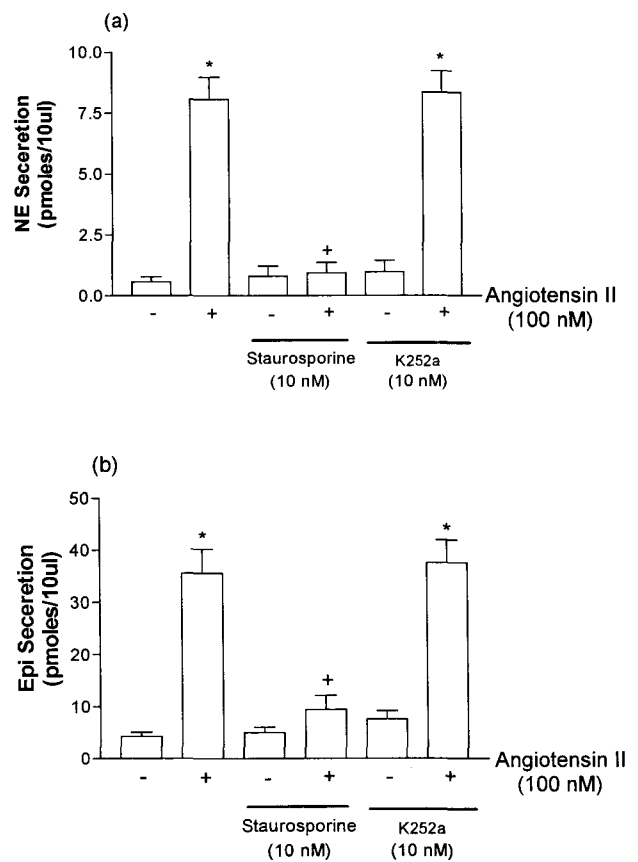 (a)
NE Seceretion
(pmoles/10ul)
10.0
7.5
5.0
2.5
0.0
*
+
*
- + - + - +
Angiotensin II
(100 nM)
Staurosporine
(10 nM)
K252a
(10 nM)
(b)
Epi Seceretion
(pmoles/10ul)
50
40
30
20
10
0
*
+
*
- + - + - +
Angiotensin II
(100 nM)
Staurosporine
(10 nM)
K252a
(10 nM)